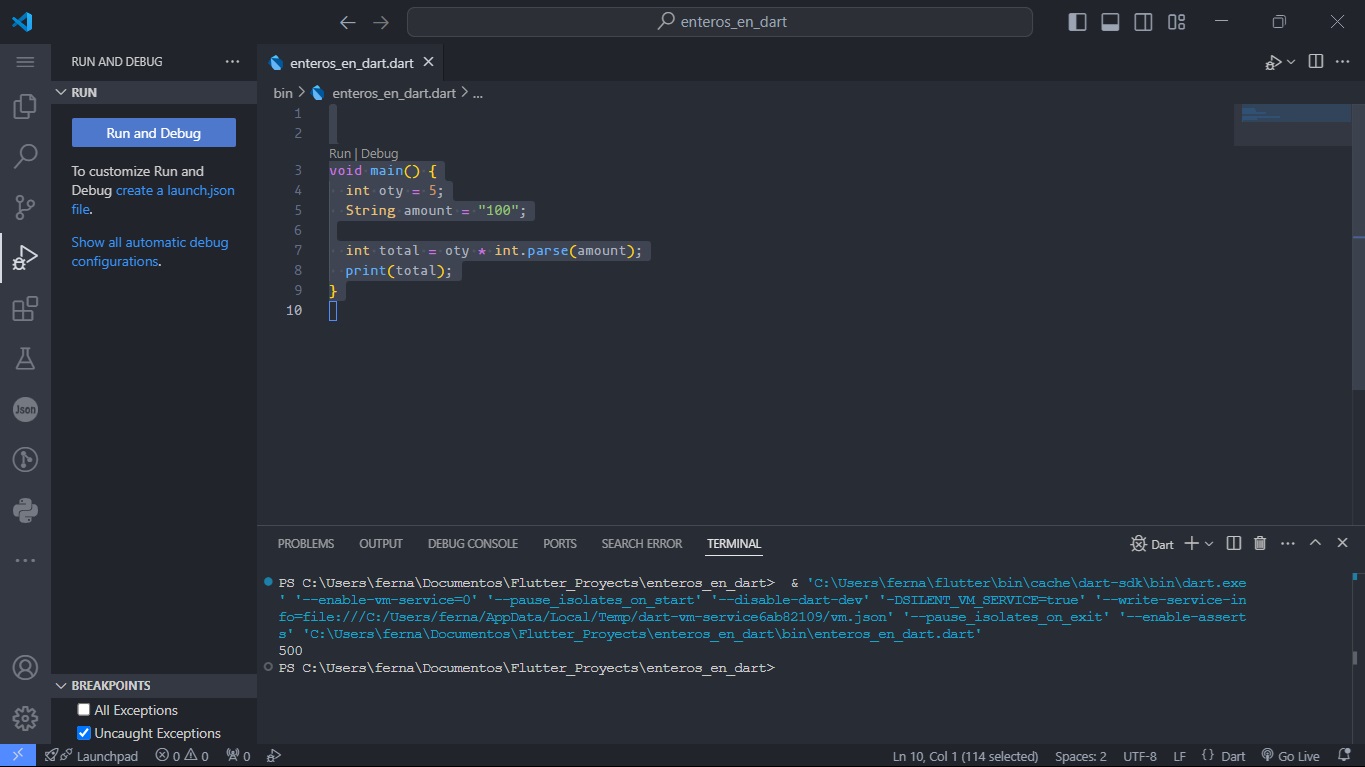 enteros_en_dart
RUN AND DEBUG
RUN
Run and Debug
To customize Run and
Debug create a launch.json
file.
Show all automatic debug
configurations.
Json
BREAKPOINTS
All Exceptions
Uncaught Exceptions
enteros_en_dart.dart
bin > enteros_en_dart.dart > ...
1
2
Run | Debug
3 void main() {
4 int oty = 5;
5 String amount = "100";
6
7 int total = oty * int.parse(amount);
8 print(total);
9 }
10
PROBLEMS OUTPUT DEBUG CONSOLE PORTS SEARCH ERROR TERMINAL
Dart
PS C:\Users\ferna\Documentos\Flutter_Proyects\enteros_en_dart> & 'C:\Users\ferna\flutter\bin\cache\dart-sdk\bin\dart.exe
' '--enable-vm-service=0' '--pause_isolates_on_start' '--disable-dart-dev' '-DSILENT_VM_SERVICE=true' '--write-service-in
fo=file:///C:/Users/ferna/AppData/Local/Temp/dart-vm-service6ab82109/vm.json' '--pause_isolates_on_exit' '--enable-assert
s' 'C:\Users\ferna\Documentos\Flutter_Proyects\enteros_en_dart\bin\enteros_en_dart.dart'
500
PS C:\Users\ferna\Documentos\Flutter_Proyects\enteros_en_dart>
Launchpad 0 0 0 Ln 10, Col 1 (114 selected) Spaces: 2 UTF-8 LF {} Dart Go Live